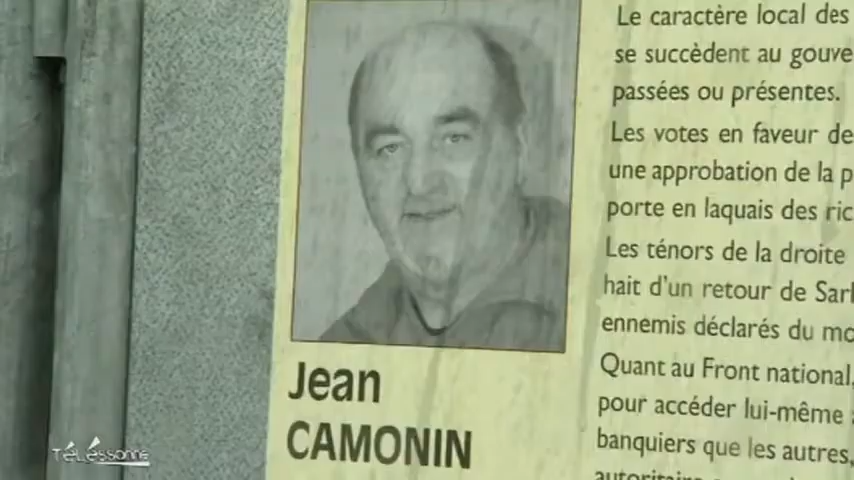 Le caractère local des
se succèdent au gouve
passées ou présentes.
Les votes en faveur de
une approbation de la p
porte en laquais des ric
Les ténors de la droite
hait d'un retour de Sar
ennemis déclarés du mo
Quant au Front national,
pour accéder lui-même
banquiers que les autres,
autoritaire
Jean
CAMONIN
TéLéssonne